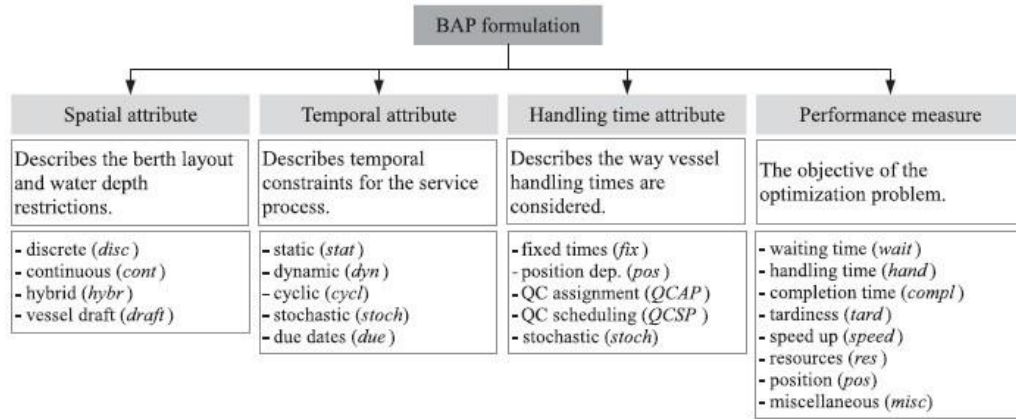 BAP formulation
Spatial attribute
Describes the berth layout
and water depth
restrictions.
- discrete (disc)
- continuous (cont)
- hybrid (hybr)
- vessel draft (draft)
Temporal attribute
Describes temporal
constraints for the service
process.
- static (stat)
- dynamic (dyn)
- cyclic (cycl)
- stochastic (stoch)
- due dates (due)
Handling time attribute
Describes the way vessel
handling times are
considered.
- fixed times (fix)
- position dep. (pos)
- QC assignment (QCAP)
- QC scheduling (QCSP)
- stochastic (stoch)
Performance measure
The objective of the
optimization problem.
- waiting time (wait)
- handling time (hand)
- completion time (compl)
- tardiness (tard)
- speed up (speed)
- resources (res)
- position (pos)
- miscellaneous (misc)